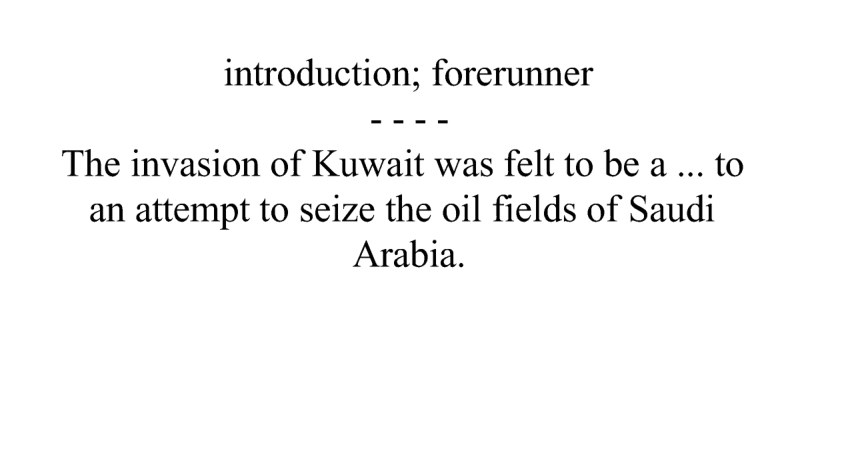 introduction; forerunner
- - - -
The invasion of Kuwait was felt to be a ... to
an attempt to seize the oil fields of Saudi
Arabia.